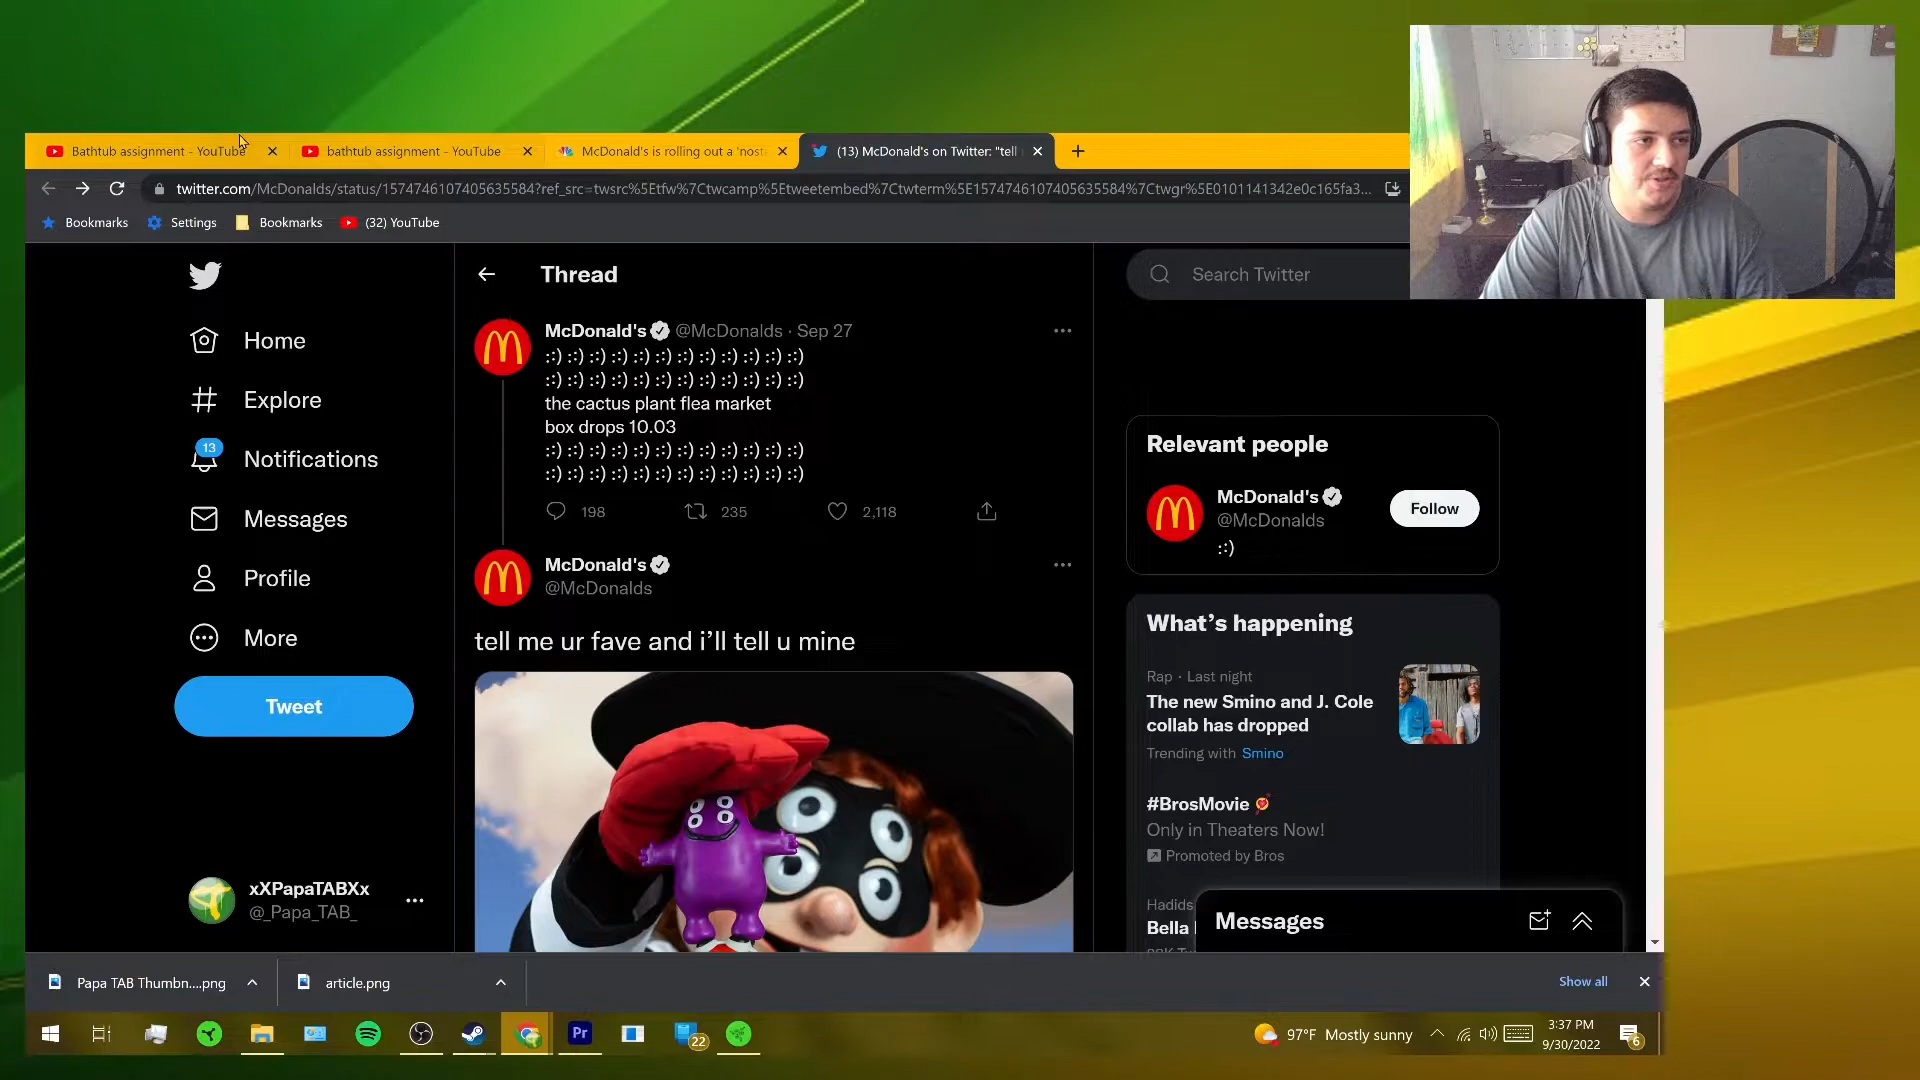 Bathtub assignment - YouTube
bathtub assignment - YouTube
McDonald's is rolling out a 'nost
(13) McDonald's on Twitter: "tell
twitter.com/McDonalds/status/1574746107405635584?ref_src=twsrc%5Etfw%7Ctwcamp%5Etweetembed%7Ctwterm%5E1574746107405635584%7Ctwgr%5E0101141342e0c165fa3...
Bookmarks
Settings
Bookmarks
(32) YouTube
Home
Explore
13
Notifications
Messages
Profile
More
Tweet
xXPapaTABXx
@_Papa_TAB_
Thread
McDonald's @McDonalds · Sep 27
::) ::) ::) ::) ::) ::) ::) ::) ::) ::) ::) ::)
::) ::) ::) ::) ::) ::) ::) ::) ::) ::) ::) ::)
the cactus plant flea market
box drops 10.03
::) ::) ::) ::) ::) ::) ::) ::) ::) ::) ::) ::)
::) ::) ::) ::) ::) ::) ::) ::) ::) ::) ::) ::)
198 235 2,118
McDonald's
@McDonalds
tell me ur fave and i’ll tell u mine
Search Twitter
Relevant people
McDonald's
@McDonalds
::)
Follow
What’s happening
Rap · Last night
The new Smino and J. Cole
collab has dropped
Trending with Smino
#BrosMovie
Only in Theaters Now!
Promoted by Bros
Hadids
Bella
Messages
Papa TAB Thumbn....png
article.png
Show all
Pr
22
97°F Mostly sunny
3:37 PM
9/30/2022
6